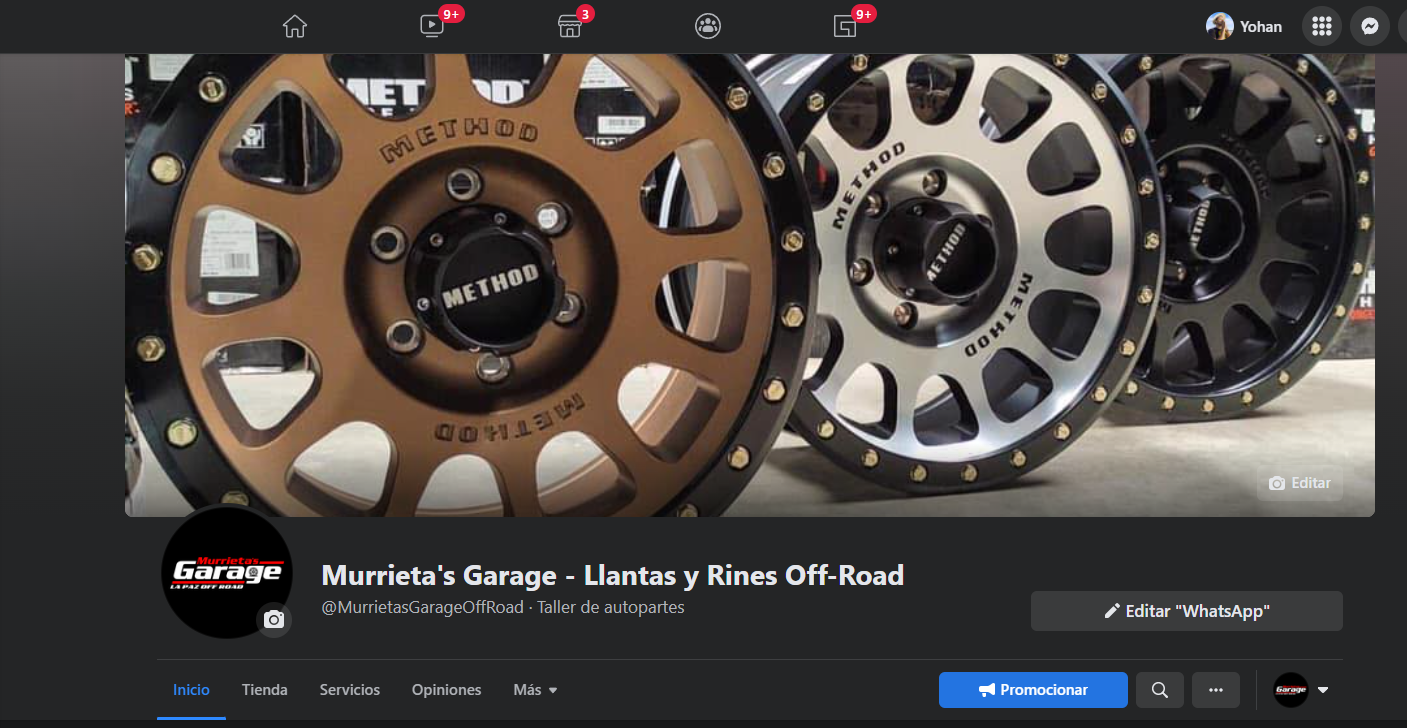 9+
3
9+
Yohan
METHOD
METHOD
METHOD
METHOD
METHOD
METHOD
METHOD
Editar
Murrieta's
Garage
LA PAZ OFF ROAD
Murrieta's Garage - Llantas y Rines Off-Road
@MurrietasGarageOffRoad · Taller de autopartes
Editar "WhatsApp"
Inicio
Tienda
Servicios
Opiniones
Más
Promocionar
Garage